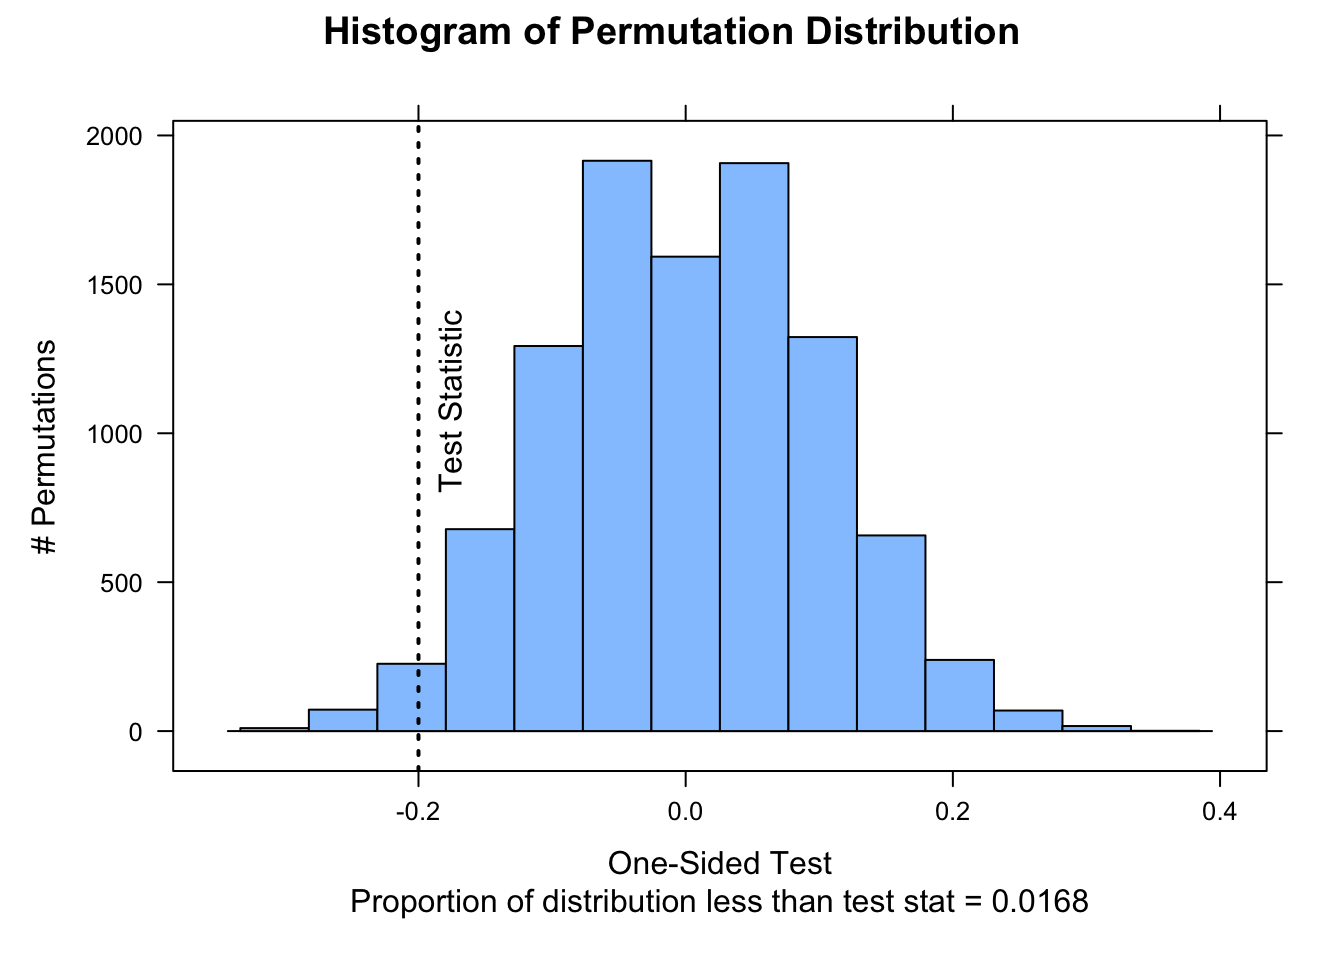 Histogram of Permutation Distribution
2000
1500
1000
500
0
# Permutations
Test Statistic
-0.2
0.0
0.2
0.4
One-Sided Test
Proportion of distribution less than test stat = 0.0168